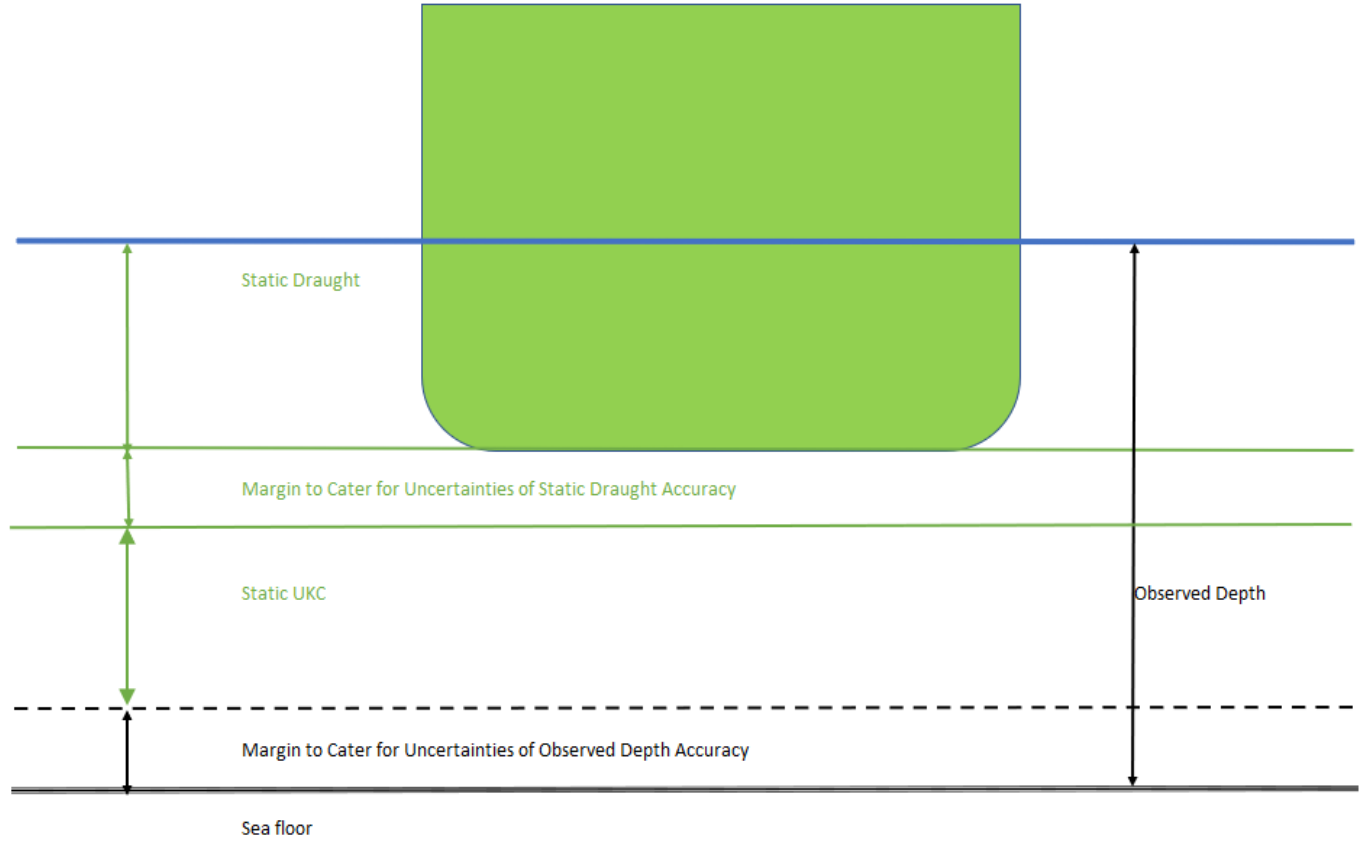 Static Draught
Margin to Cater for Uncertainties of Static Draught Accuracy
Static UKC
Observed Depth
Margin to Cater for Uncertainties of Observed Depth Accuracy
Sea floor